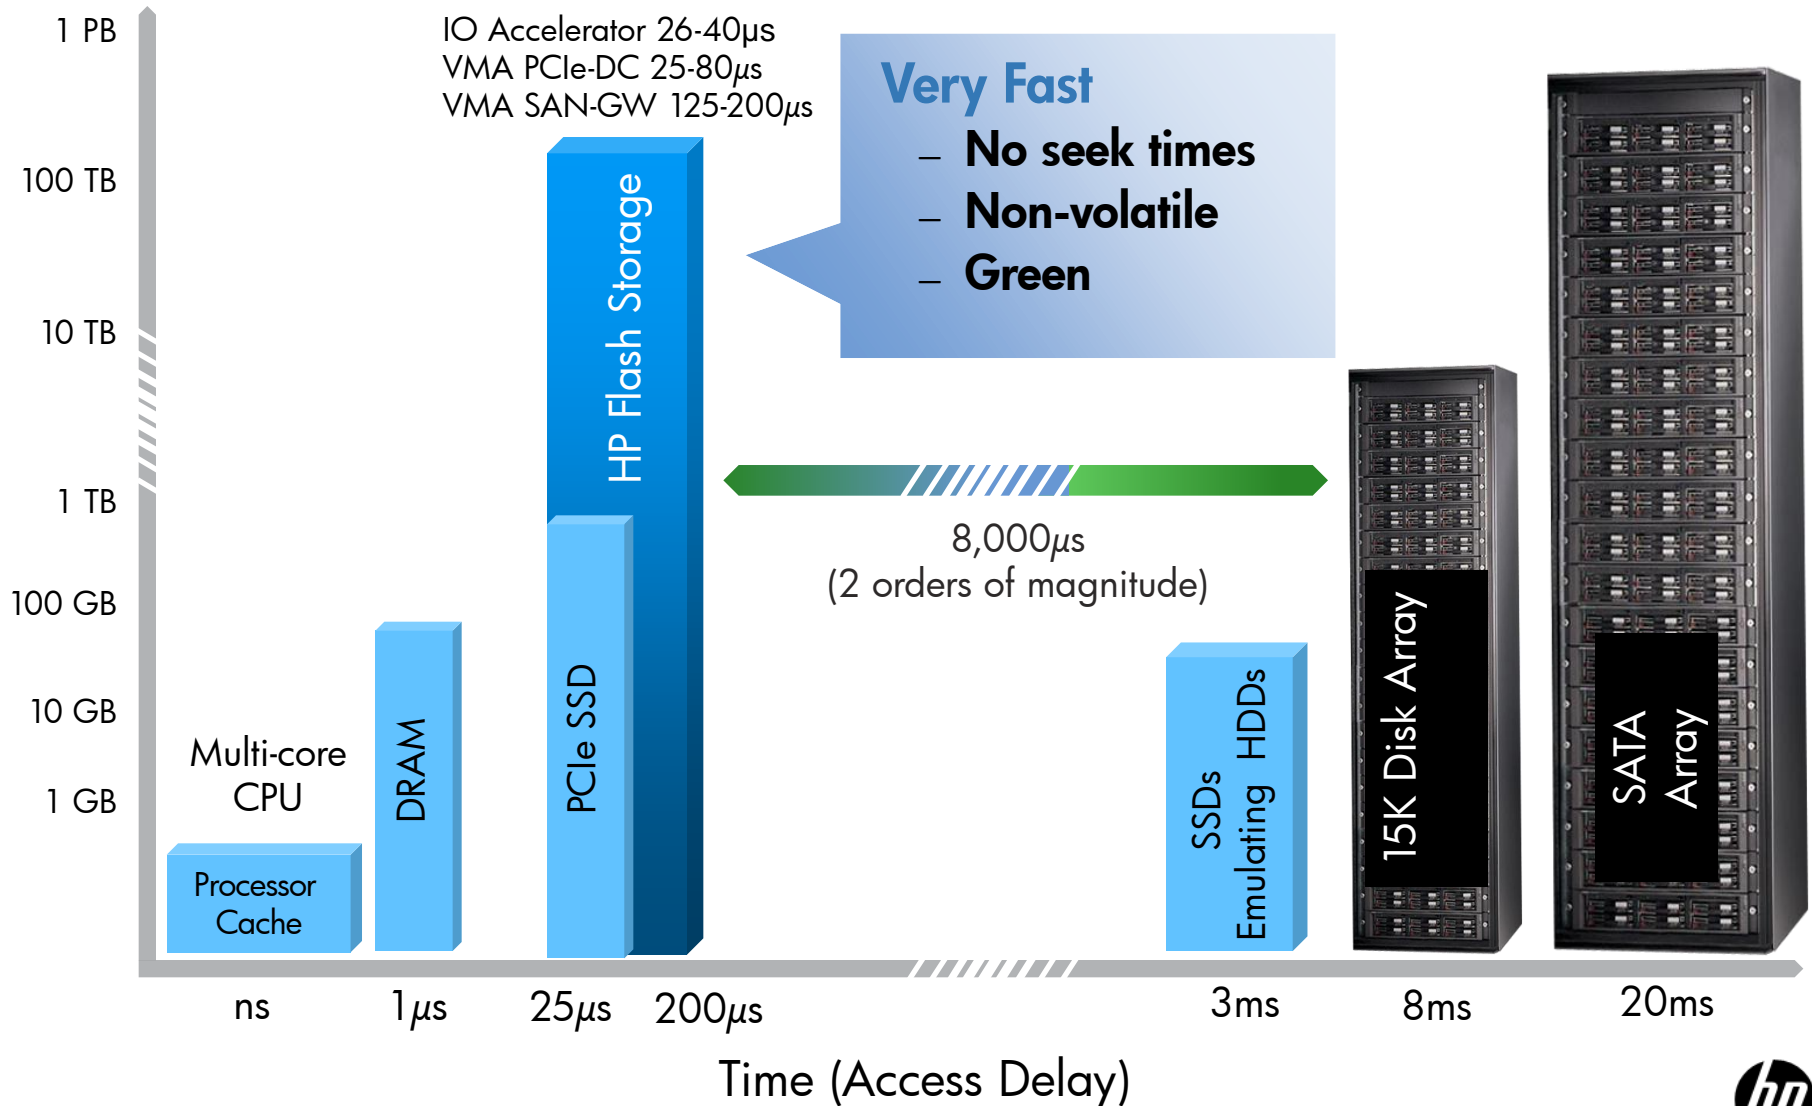 1 PB
100 TB
10 TB
1 TB
100 GB
10 GB
1 GB
IO Accelerator 26-40µs
VMA PCIe-DC 25-80µs
VMA SAN-GW 125-200µs
Very Fast
– No seek times
– Non-volatile
– Green
HP Flash Storage
8,000µs
(2 orders of magnitude)
Multi-core
CPU
Processor
Cache
DRAM
PCIe SSD
SSDs
Emulating HDDs
15K Disk Array
SATA
Array
ns
1µs
25µs
200µs
3ms
8ms
20ms
Time (Access Delay)
hp